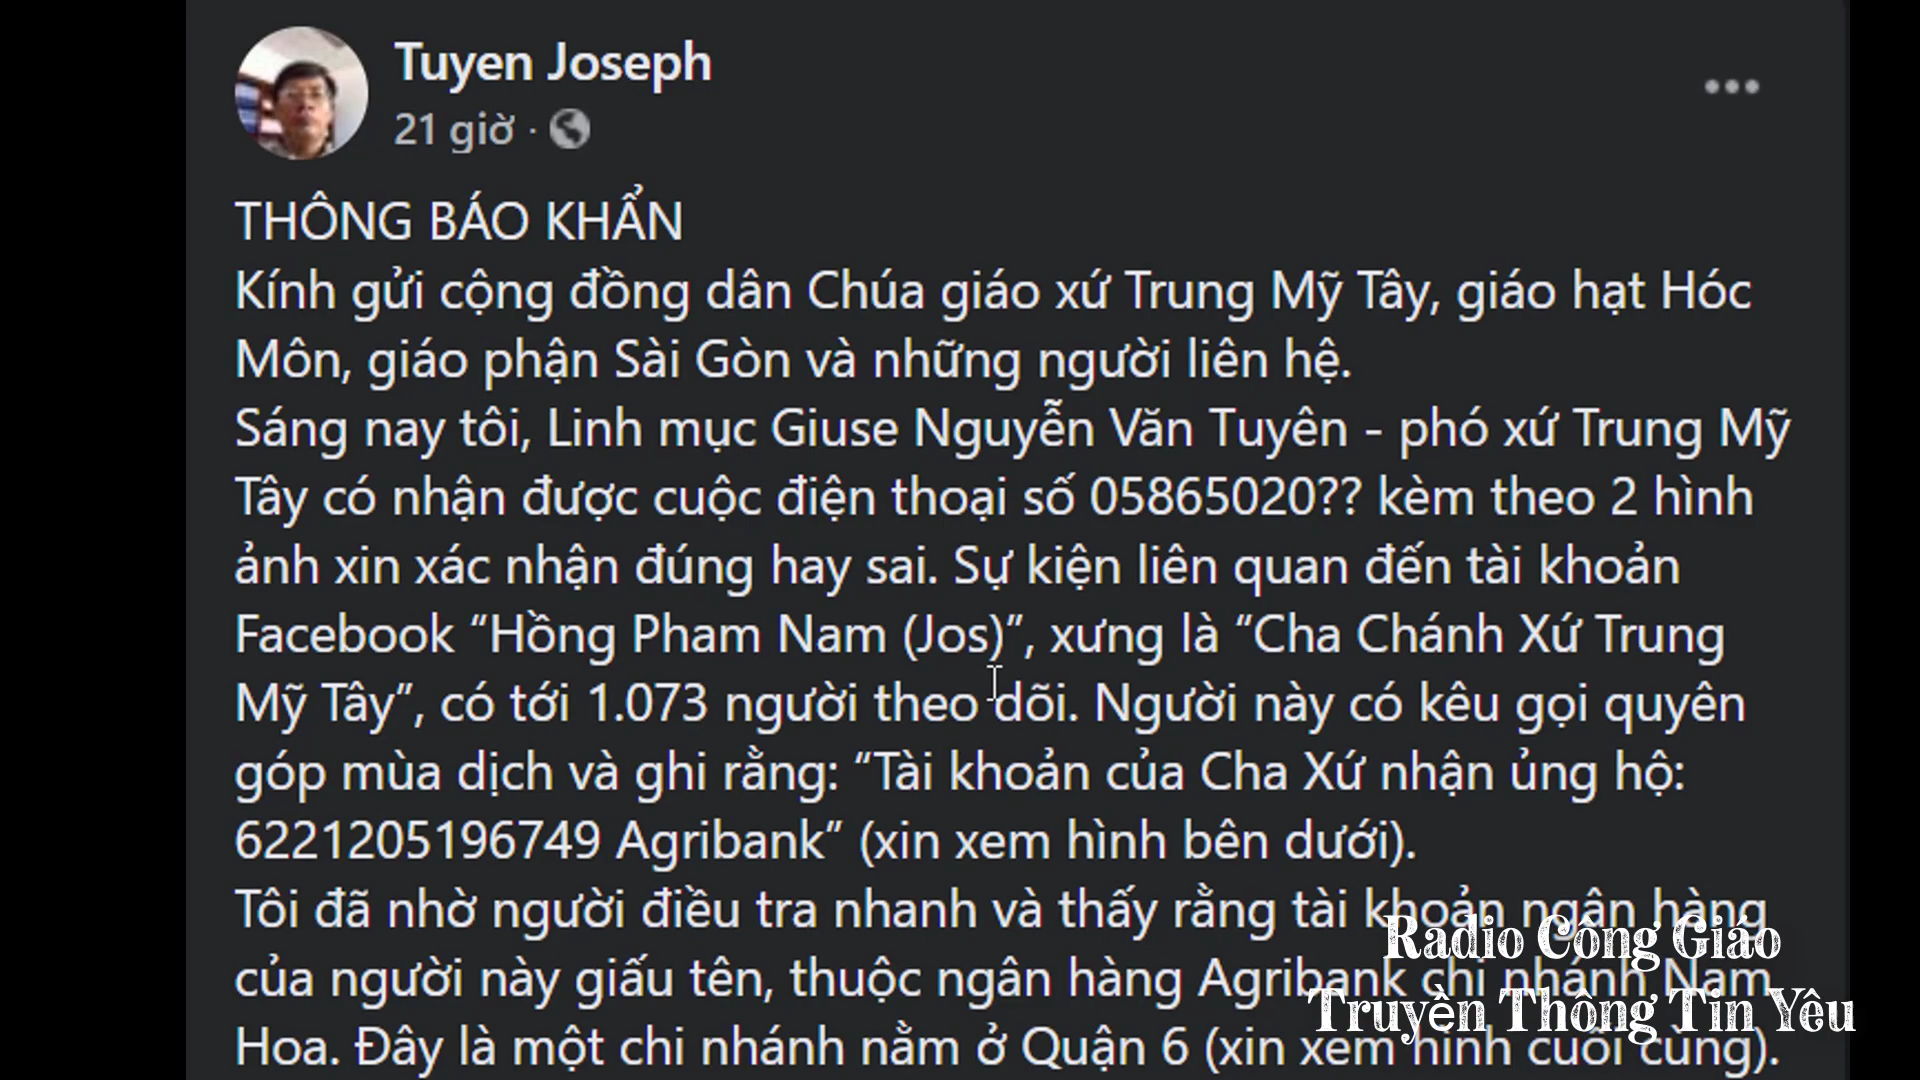 Tuyen Joseph
21 giờ ·
THÔNG BÁO KHẨN
Kính gửi cộng đồng dân Chúa giáo xứ Trung Mỹ Tây, giáo hạt Hóc
Môn, giáo phận Sài Gòn và những người liên hệ.
Sáng nay tôi, Linh mục Giuse Nguyễn Văn Tuyên - phó xứ Trung Mỹ
Tây có nhận được cuộc điện thoại số 05865020?? kèm theo 2 hình
ảnh xin xác nhận đúng hay sai. Sự kiện liên quan đến tài khoản
Facebook “Hồng Pham Nam (Jos)”, xưng là “Cha Chánh Xứ Trung
Mỹ Tây”, có tới 1.073 người theo dõi. Người này có kêu gọi quyên
góp mùa dịch và ghi rằng: “Tài khoản của Cha Xứ nhận ủng hộ:
6221205196749 Agribank” (xin xem hình bên dưới).
Tôi đã nhờ người điều tra nhanh và thấy rằng tài khoản ngân hàng
của người này giấu tên, thuộc ngân hàng Agribank chi nhánh Nam
Hoa. Đây là một chi nhánh nằm ở Quận 6 (xin xem hình cuối cùng).
Radio Công Giáo
Truyền Thông Tin Yêu